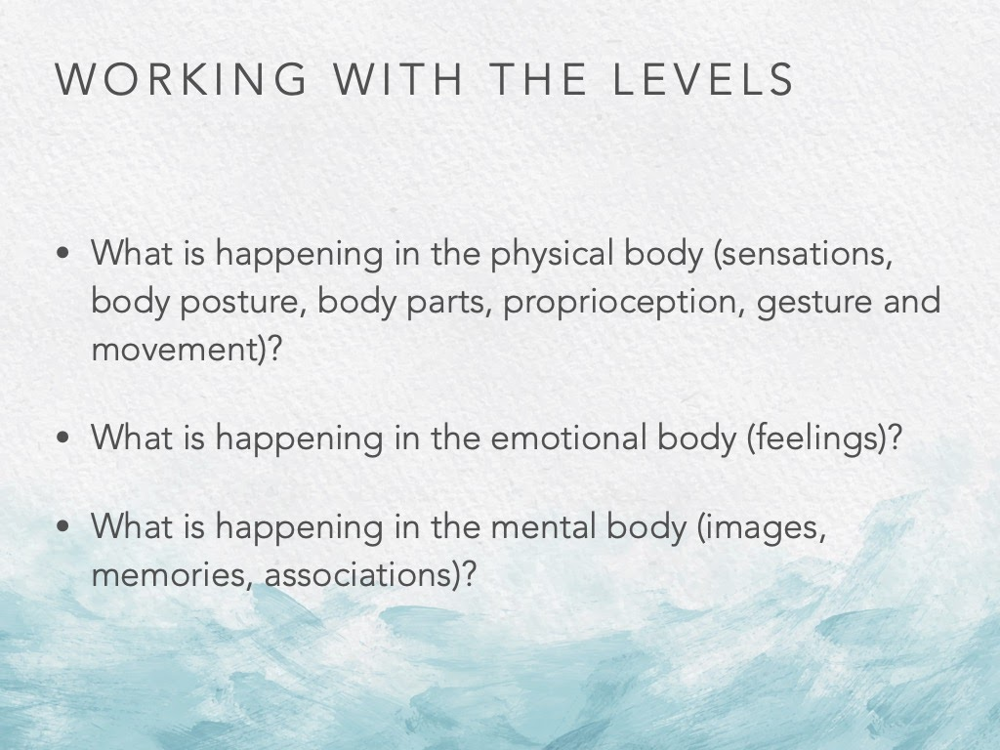 WORKING WITH THE LEVELS
• What is happening in the physical body (sensations,
body posture, body parts, proprioception, gesture and
movement)?
• What is happening in the emotional body (feelings)?
• What is happening in the mental body (images,
memories, associations)?